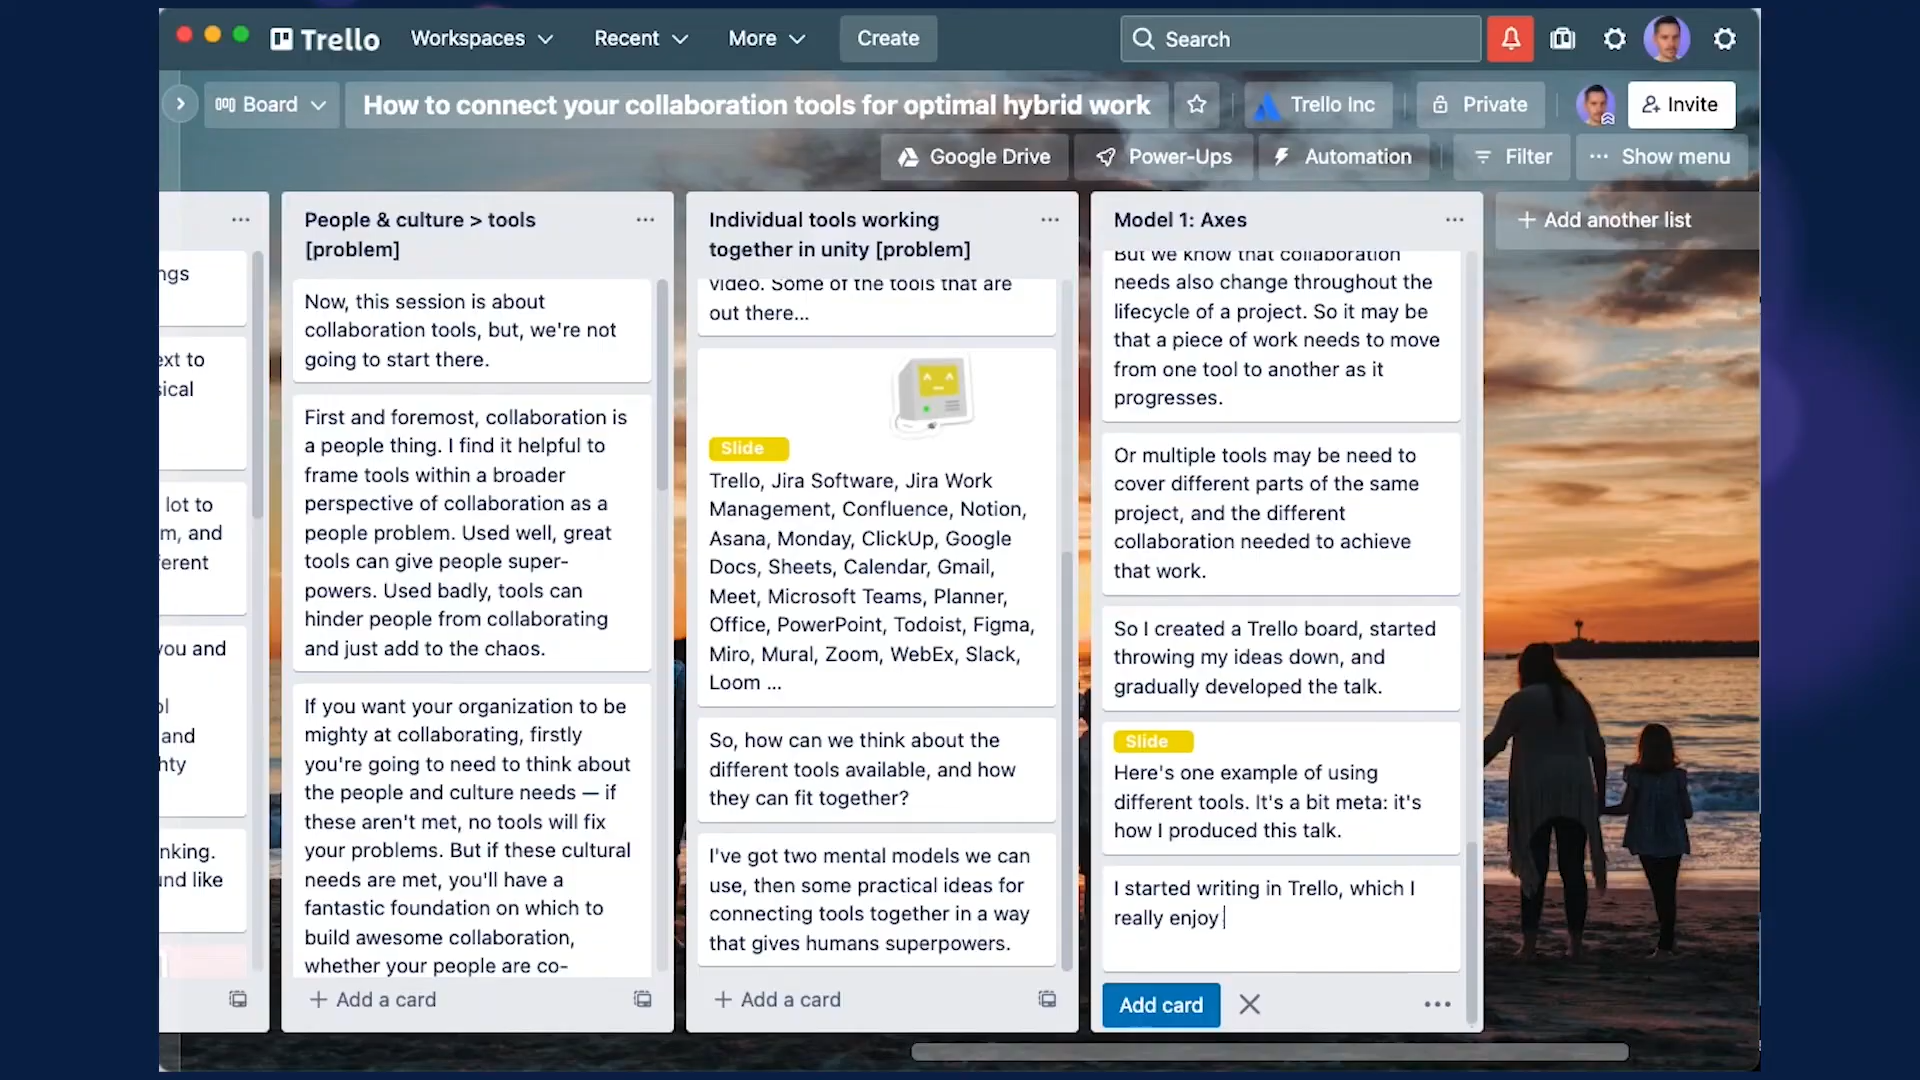 Trello
Workspaces
Recent
More
Create
Search
Board
How to connect your collaboration tools for optimal hybrid work
Trello Inc
Private
Invite
Google Drive
Power-Ups
Automation
Filter
Show menu
ngs
ext to
sical
lot to
m, and
ferent
you and
ol
and
hty
nking.
und like
People & culture > tools
[problem]
Now, this session is about
collaboration tools, but, we're not
going to start there.
First and foremost, collaboration is
a people thing. I find it helpful to
frame tools within a broader
perspective of collaboration as a
people problem. Used well, great
tools can give people super-
powers. Used badly, tools can
hinder people from collaborating
and just add to the chaos.
If you want your organization to be
mighty at collaborating, firstly
you're going to need to think about
the people and culture needs — if
these aren't met, no tools will fix
your problems. But if these cultural
needs are met, you'll have a
fantastic foundation on which to
build awesome collaboration,
whether your people are co-
+ Add a card
Individual tools working
together in unity [problem]
video. Some of the tools that are
out there...
Slide
Trello, Jira Software, Jira Work
Management, Confluence, Notion,
Asana, Monday, ClickUp, Google
Docs, Sheets, Calendar, Gmail,
Meet, Microsoft Teams, Planner,
Office, PowerPoint, Todoist, Figma,
Miro, Mural, Zoom, WebEx, Slack,
Loom ...
So, how can we think about the
different tools available, and how
they can fit together?
I've got two mental models we can
use, then some practical ideas for
connecting tools together in a way
that gives humans superpowers.
+ Add a card
Model 1: Axes
But we know that collaboration
needs also change throughout the
lifecycle of a project. So it may be
that a piece of work needs to move
from one tool to another as it
progresses.
Or multiple tools may be need to
cover different parts of the same
project, and the different
collaboration needed to achieve
that work.
So I created a Trello board, started
throwing my ideas down, and
gradually developed the talk.
Slide
Here's one example of using
different tools. It's a bit meta: it's
how I produced this talk.
I started writing in Trello, which I
really enjoy
Add card
+ Add another list